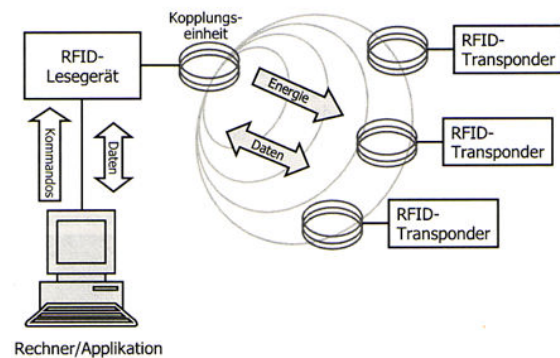 Kopplungs-
einheit
RFID-
Lesegerät
RFID-
Transponder
Energie
Daten
RFID-
Transponder
RFID-
Transponder
Kommandos
Daten
Rechner/Applikation